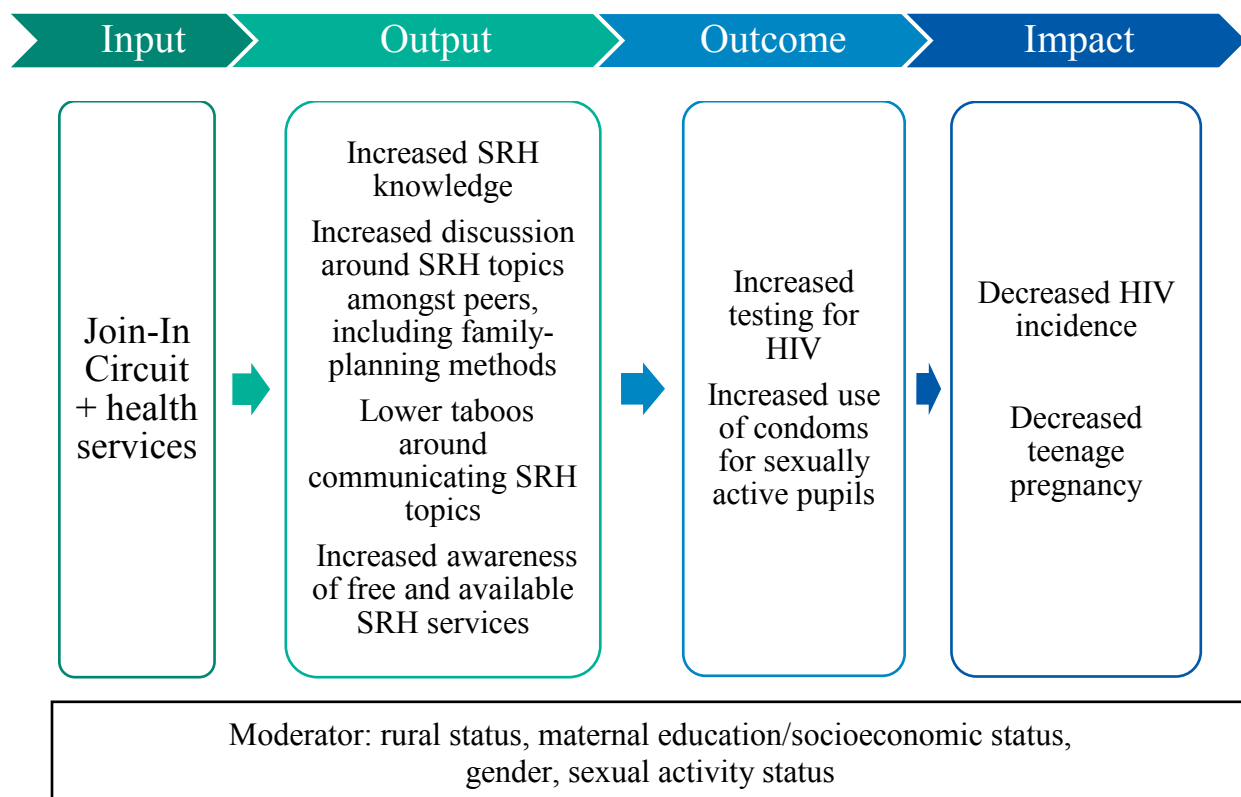 Input
Output
Outcome
Impact
Join-In
Circuit
+ health
services
Increased SRH
knowledge
Increased discussion
around SRH topics
amongst peers,
including family-
planning methods
Lower taboos
around
communicating SRH
topics
Increased awareness
of free and available
SRH services
Increased
testing for
HIV
Increased use
of condoms
for sexually
active pupils
Decreased HIV
incidence
Decreased
teenage
pregnancy
Moderator: rural status, maternal education/socioeconomic status,
gender, sexual activity status